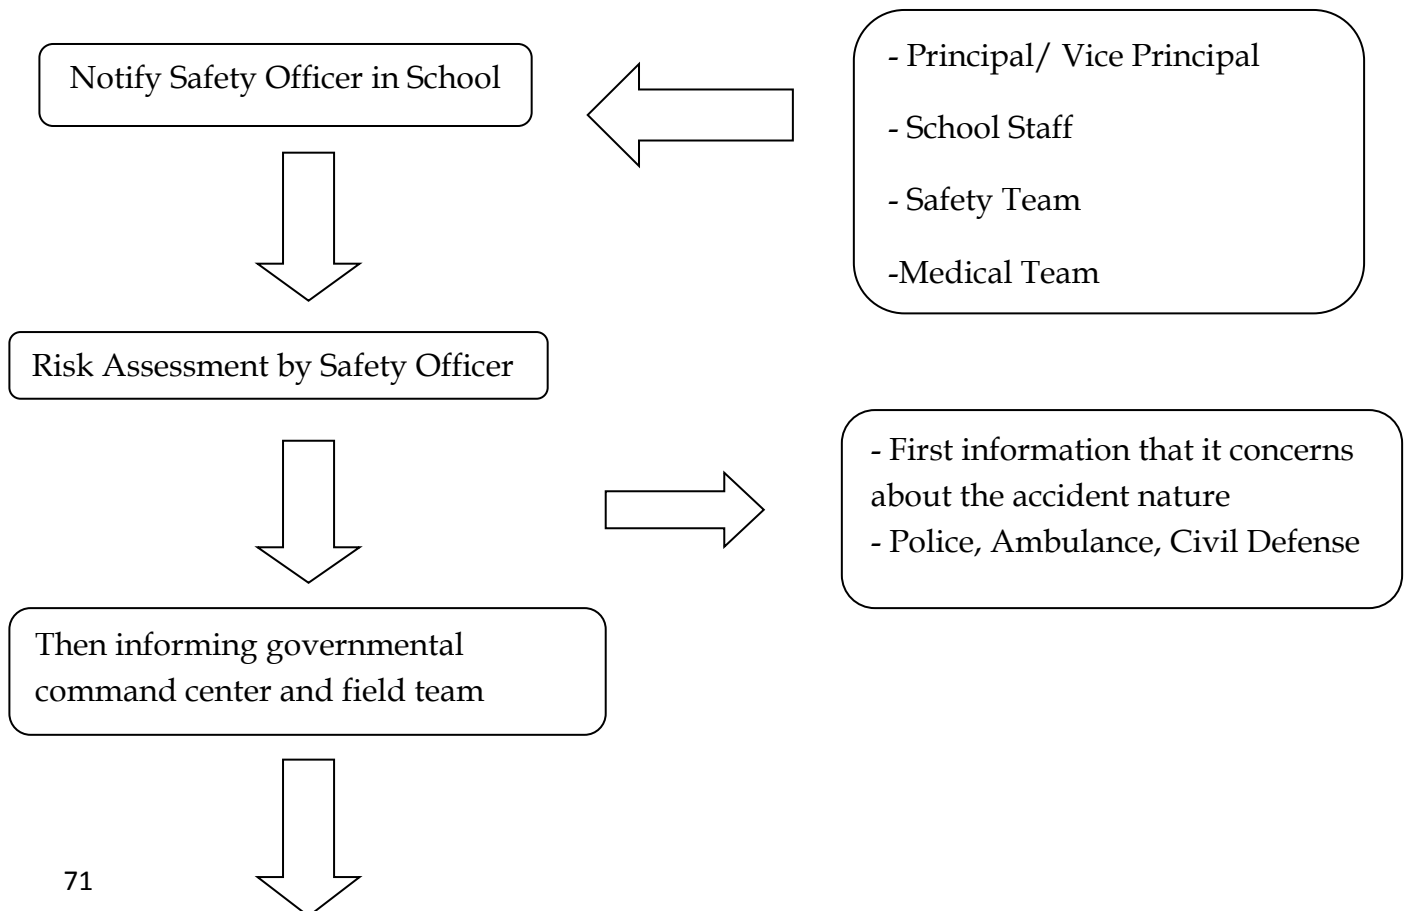 Notify Safety Officer in School
- Principal/ Vice Principal
- School Staff
- Safety Team
-Medical Team
Risk Assessment by Safety Officer
- First information that it concerns
about the accident nature
- Police, Ambulance, Civil Defense
Then informing governmental
command center and field team
71